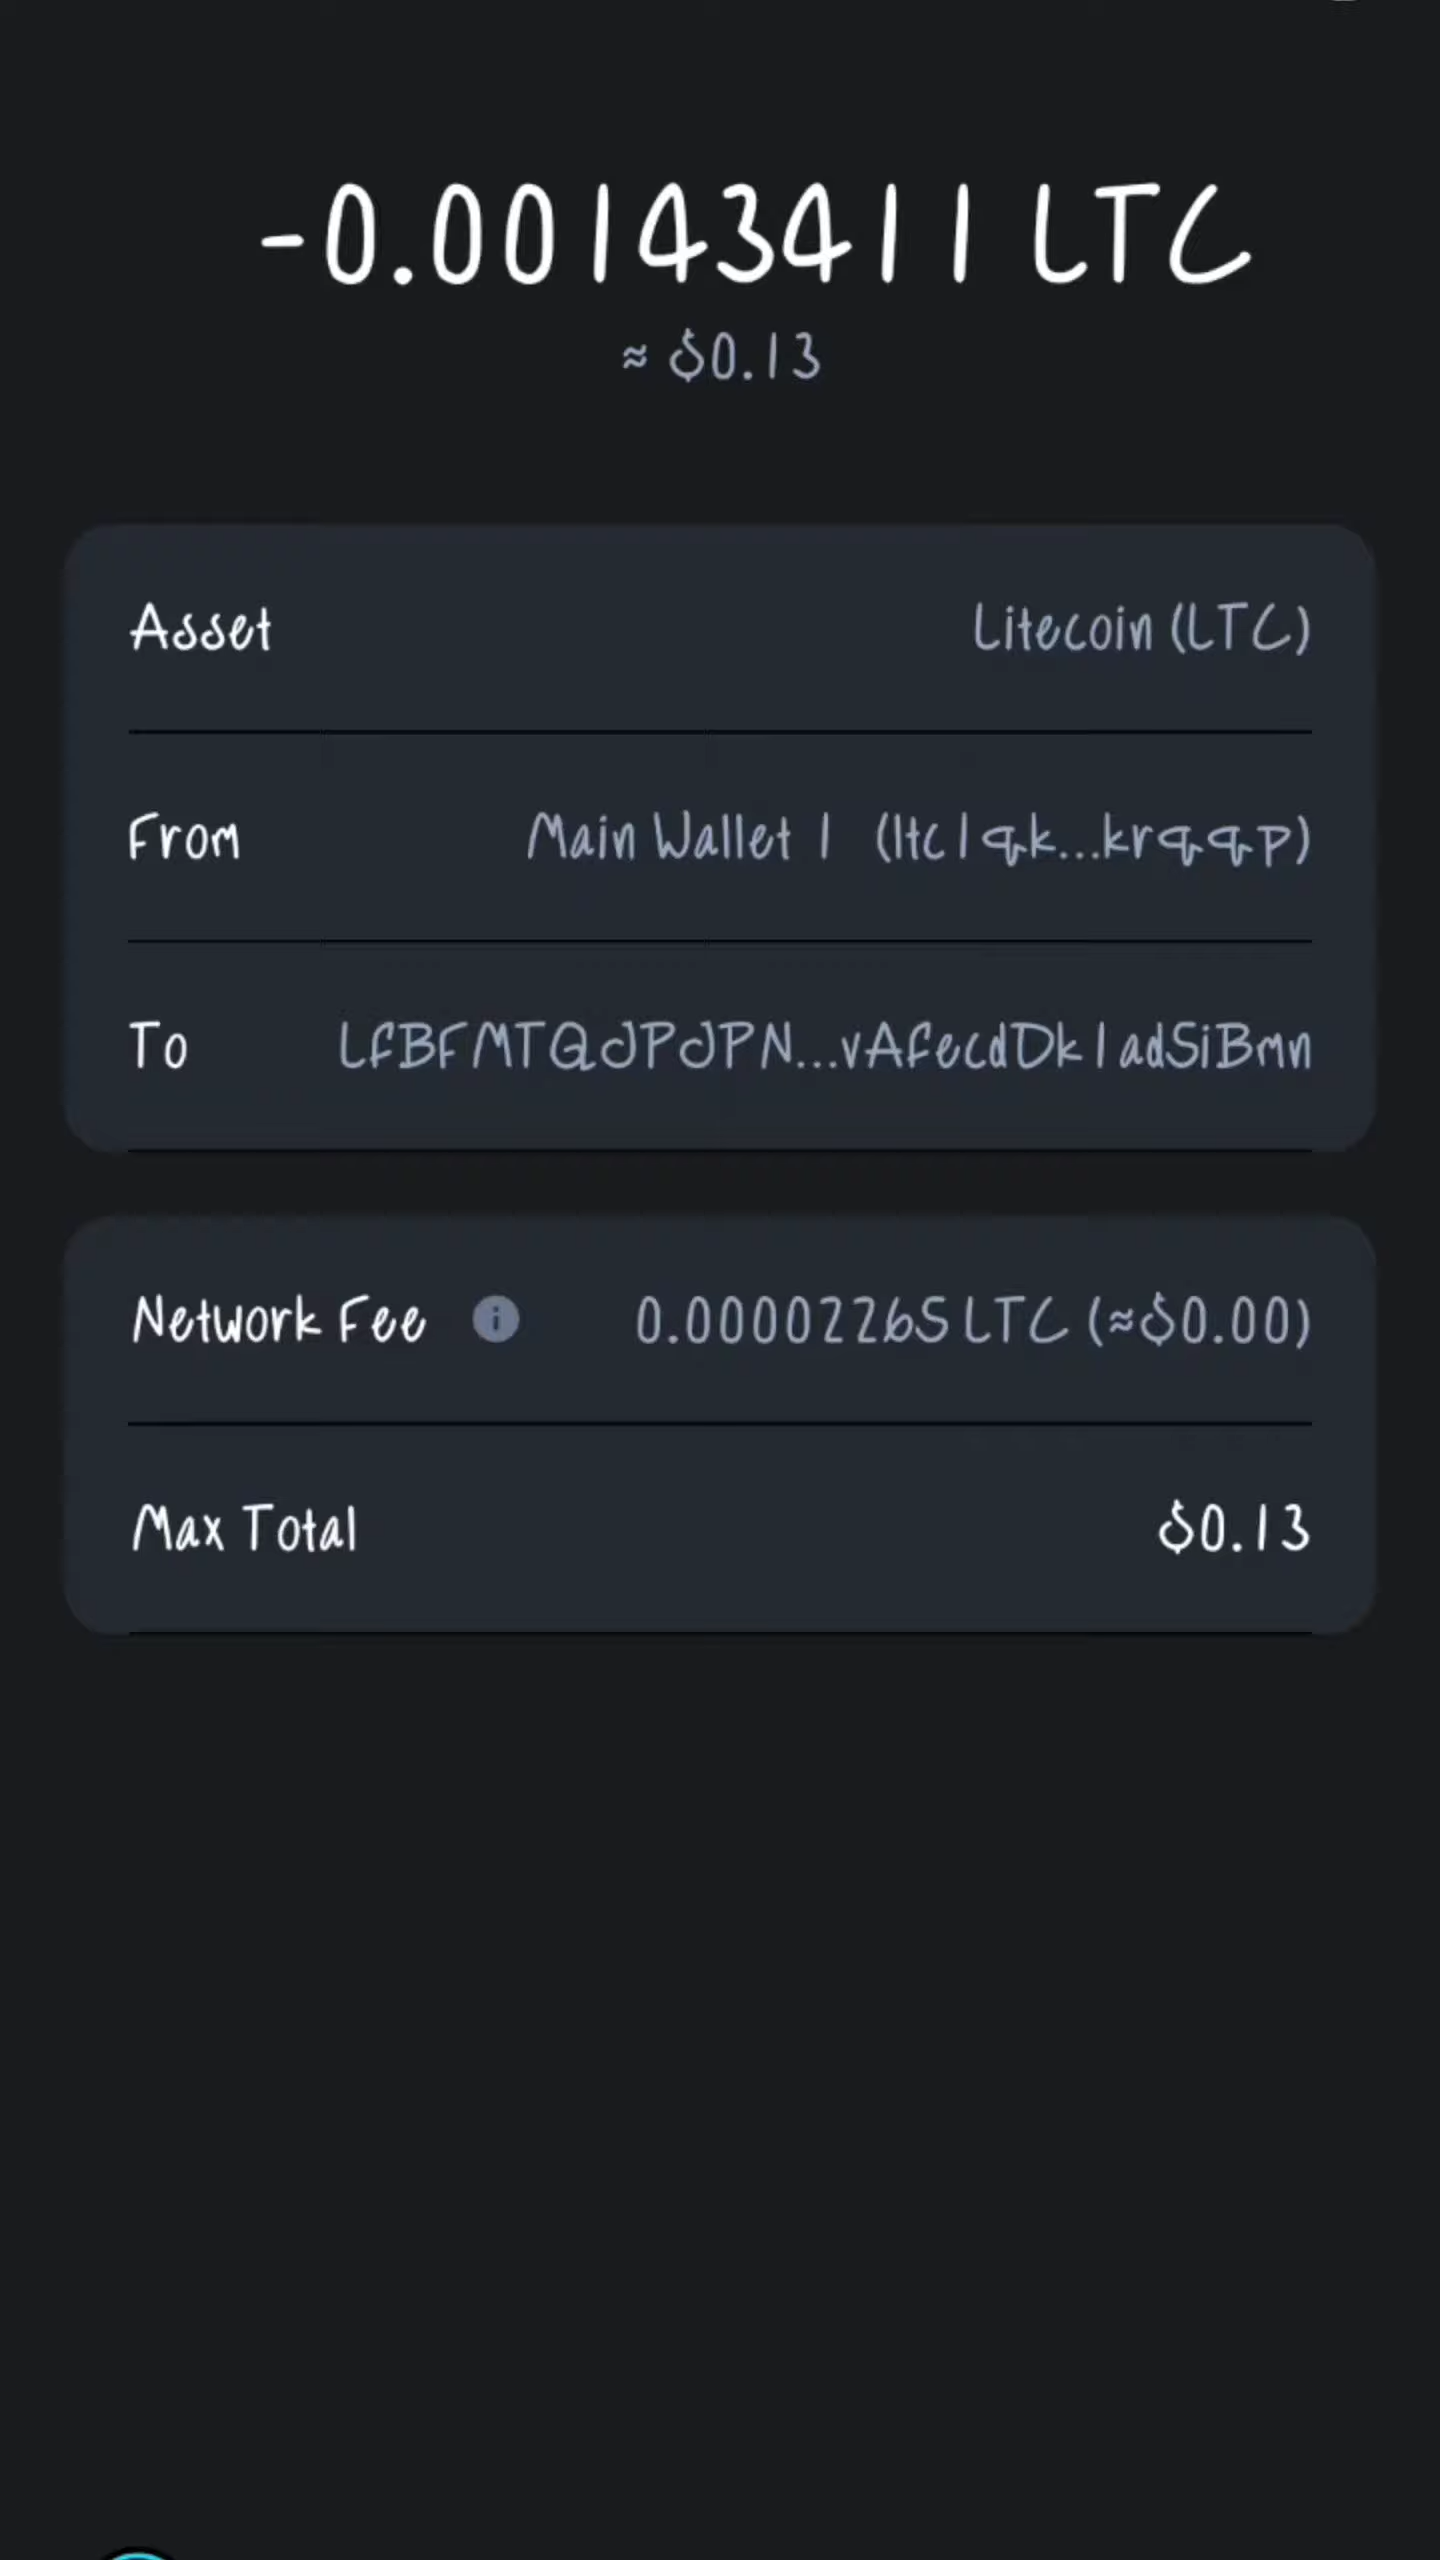 -0.00143411 LTC
≈ $0.13
Asset Litecoin (LTC)
From Main Wallet 1 (ltc1qk...krqqp)
To LfBFMTQJPJPN...vAfecdDk1adSiBmn
Network Fee 0.00002265 LTC (≈$0.00)
Max Total $0.13